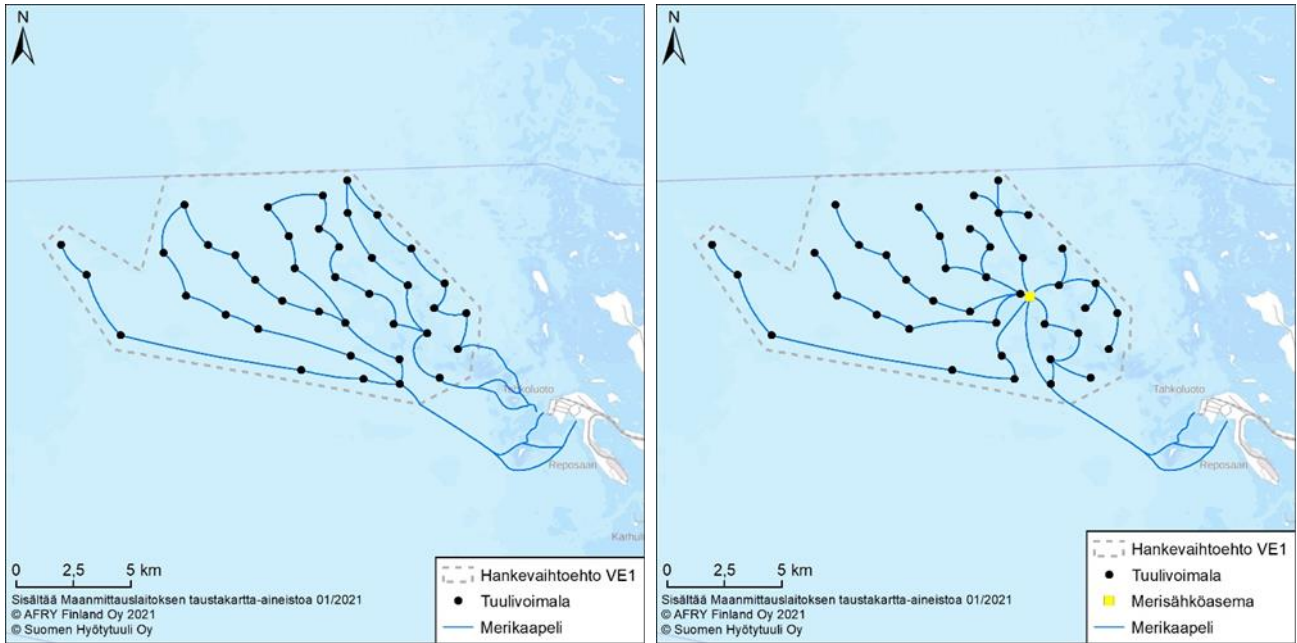 N
Tahkoluoto
Reposaari
0 2,5 5 km
Sisältää Maanmittauslaitoksen taustakartta-aineistoa 01/2021
© AFRY Finland Oy 2021
© Suomen Hyötytuuli Oy
Hankevaihtoehto VE1
Tuulivoimala
Merikaapeli
N
Tahkoluoto
Reposaari
0 2,5 5 km
Sisältää Maanmittauslaitoksen taustakartta-aineistoa 01/2021
© AFRY Finland Oy 2021
© Suomen Hyötytuuli Oy
Hankevaihtoehto VE1
Tuulivoimala
Merisähköasema
Merikaapeli